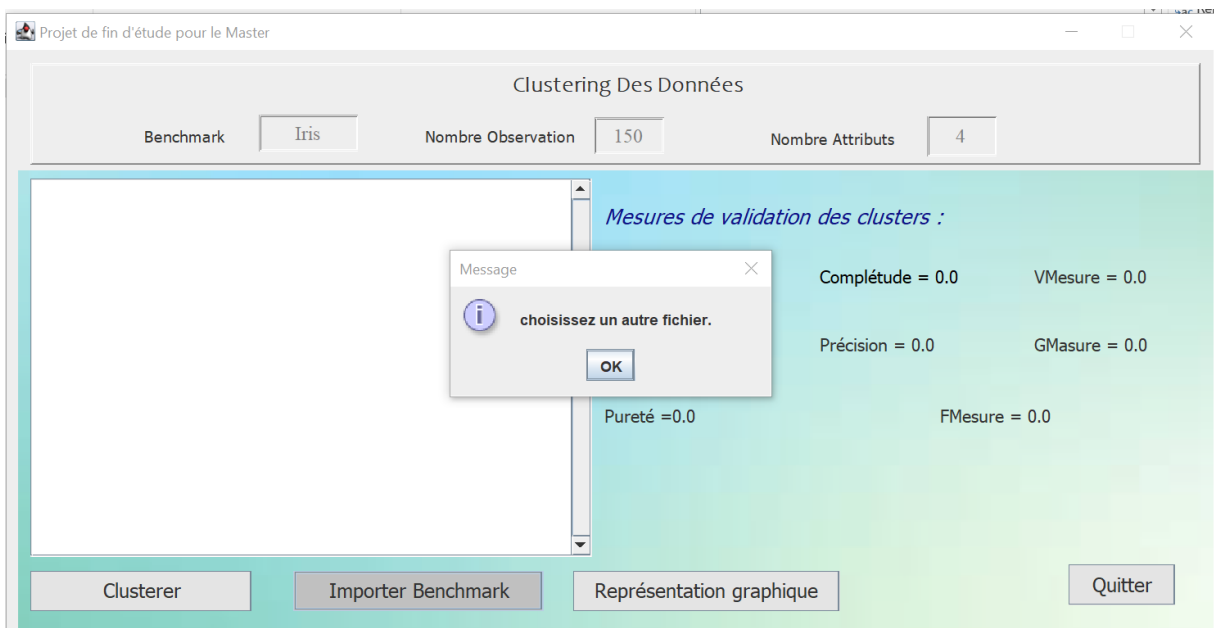 Projet de fin d'étude pour le Master
Clustering Des Données
Benchmark Iris Nombre Observation 150 Nombre Attributs 4
Mesures de validation des clusters :
Message
choisissez un autre fichier.
OK
Complétude = 0.0 VMesure = 0.0
Précision = 0.0 GMasure = 0.0
Pureté =0.0 FMesure = 0.0
Clusterer Importer Benchmark Représentation graphique Quitter